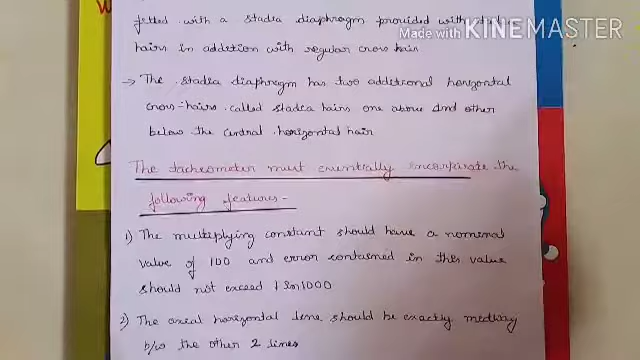 fitted with a stadia diaphragm provided with stadia
hairs in addition with regular cross hair
Made with KINEMASTER
→ The stadia diaphragm has two additional horizontal
cross-hairs called stadia hairs one above and other
below the central horizontal hair
The tacheometer must essentially incorporate the
following features-
1) The multiplying constant should have a nominal
value of 100 and error contained in this value
should not exceed 1 in 1000
2) The axial horizontal line should be exactly midway
b/w the other 2 lines